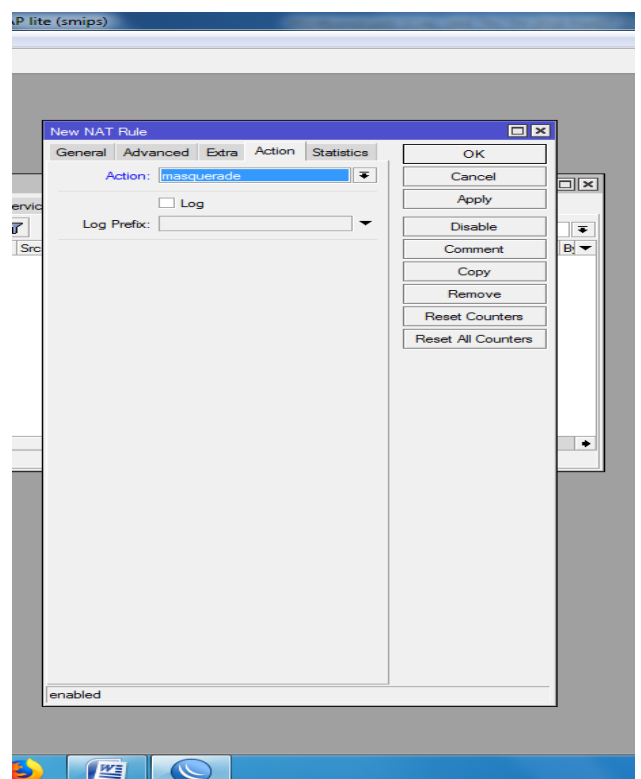 AP lite (smips)
New NAT Rule
General Advanced Extra Action Statistics
Action: masquerade
Log
Log Prefix:
OK
Cancel
Apply
Disable
Comment
Copy
Remove
Reset Counters
Reset All Counters
ervic
Src
B
enabled